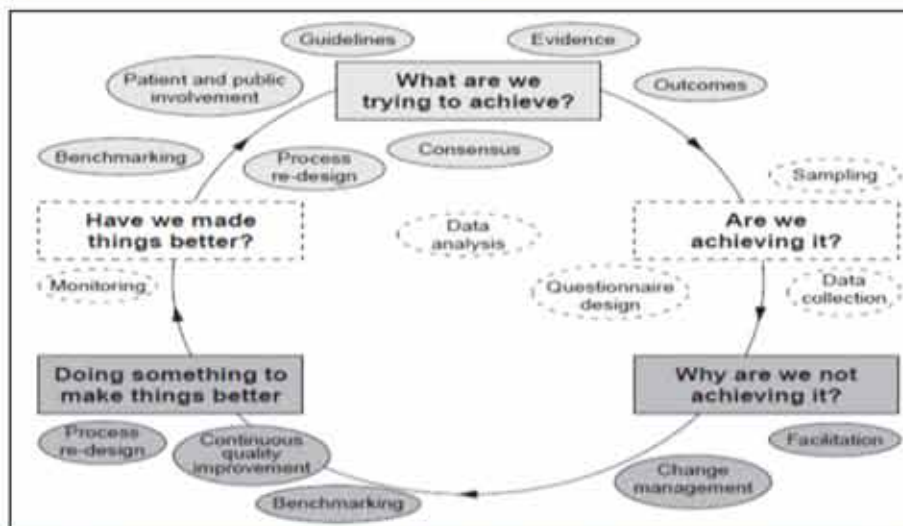 Guidelines
Evidence
What are we
trying to achieve?
Patient and public
involvement
Outcomes
Benchmarking
Process
re-design
Consensus
Sampling
Have we made
things better?
Data
analysis
Are we
achieving it?
Monitoring
Questionnaire
design
Data
collection
Doing something to
make things better
Why are we not
achieving it?
Process
re-design
Continuous
quality
improvement
Facilitation
Change
management
Benchmarking